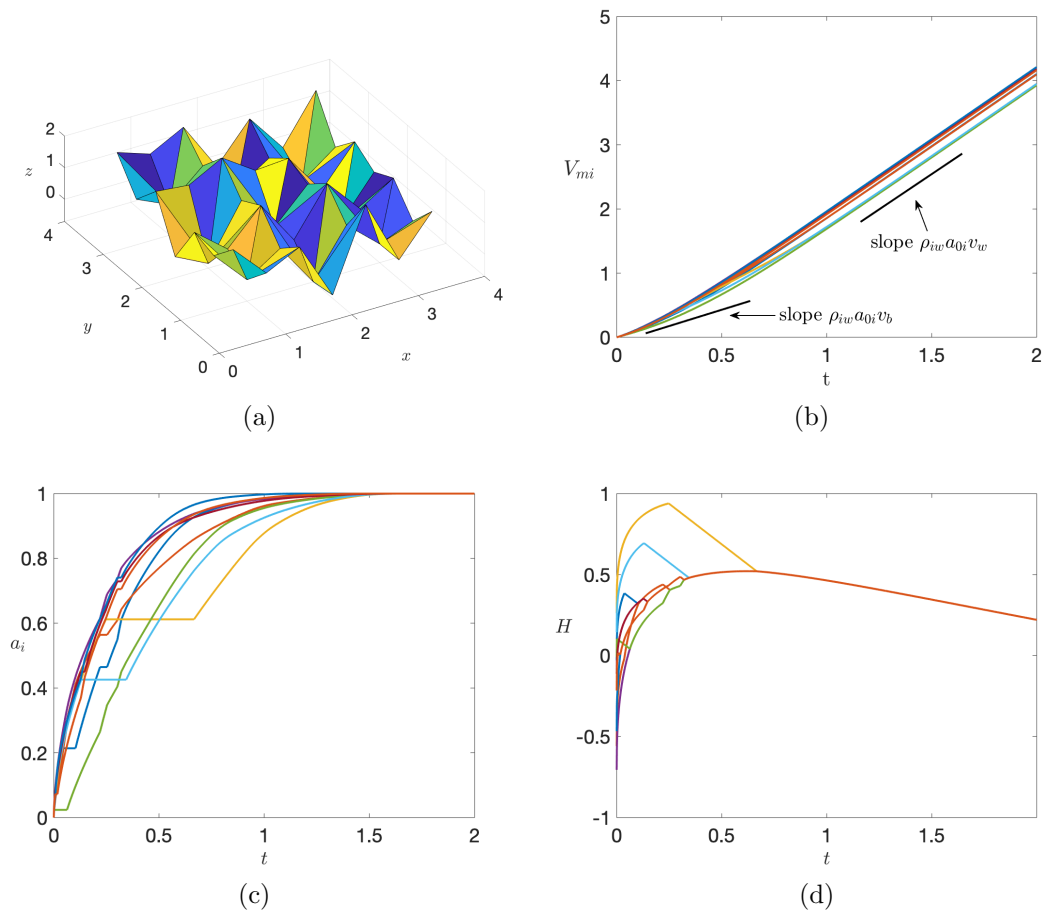 2
1
0
z
4
3
2
1
0
y
0
1
2
3
4
x
(a)
5
4
3
2
1
0
V_{mi}
slope ρ_{iw}a_{0i}v_w
slope ρ_{iw}a_{0i}v_b
0
0.5
1
1.5
2
t
(b)
1
0.8
0.6
0.4
0.2
0
a_i
0
0.5
1
1.5
2
t
(c)
1
0.5
0
-0.5
-1
H
0
0.5
1
1.5
t
(d)